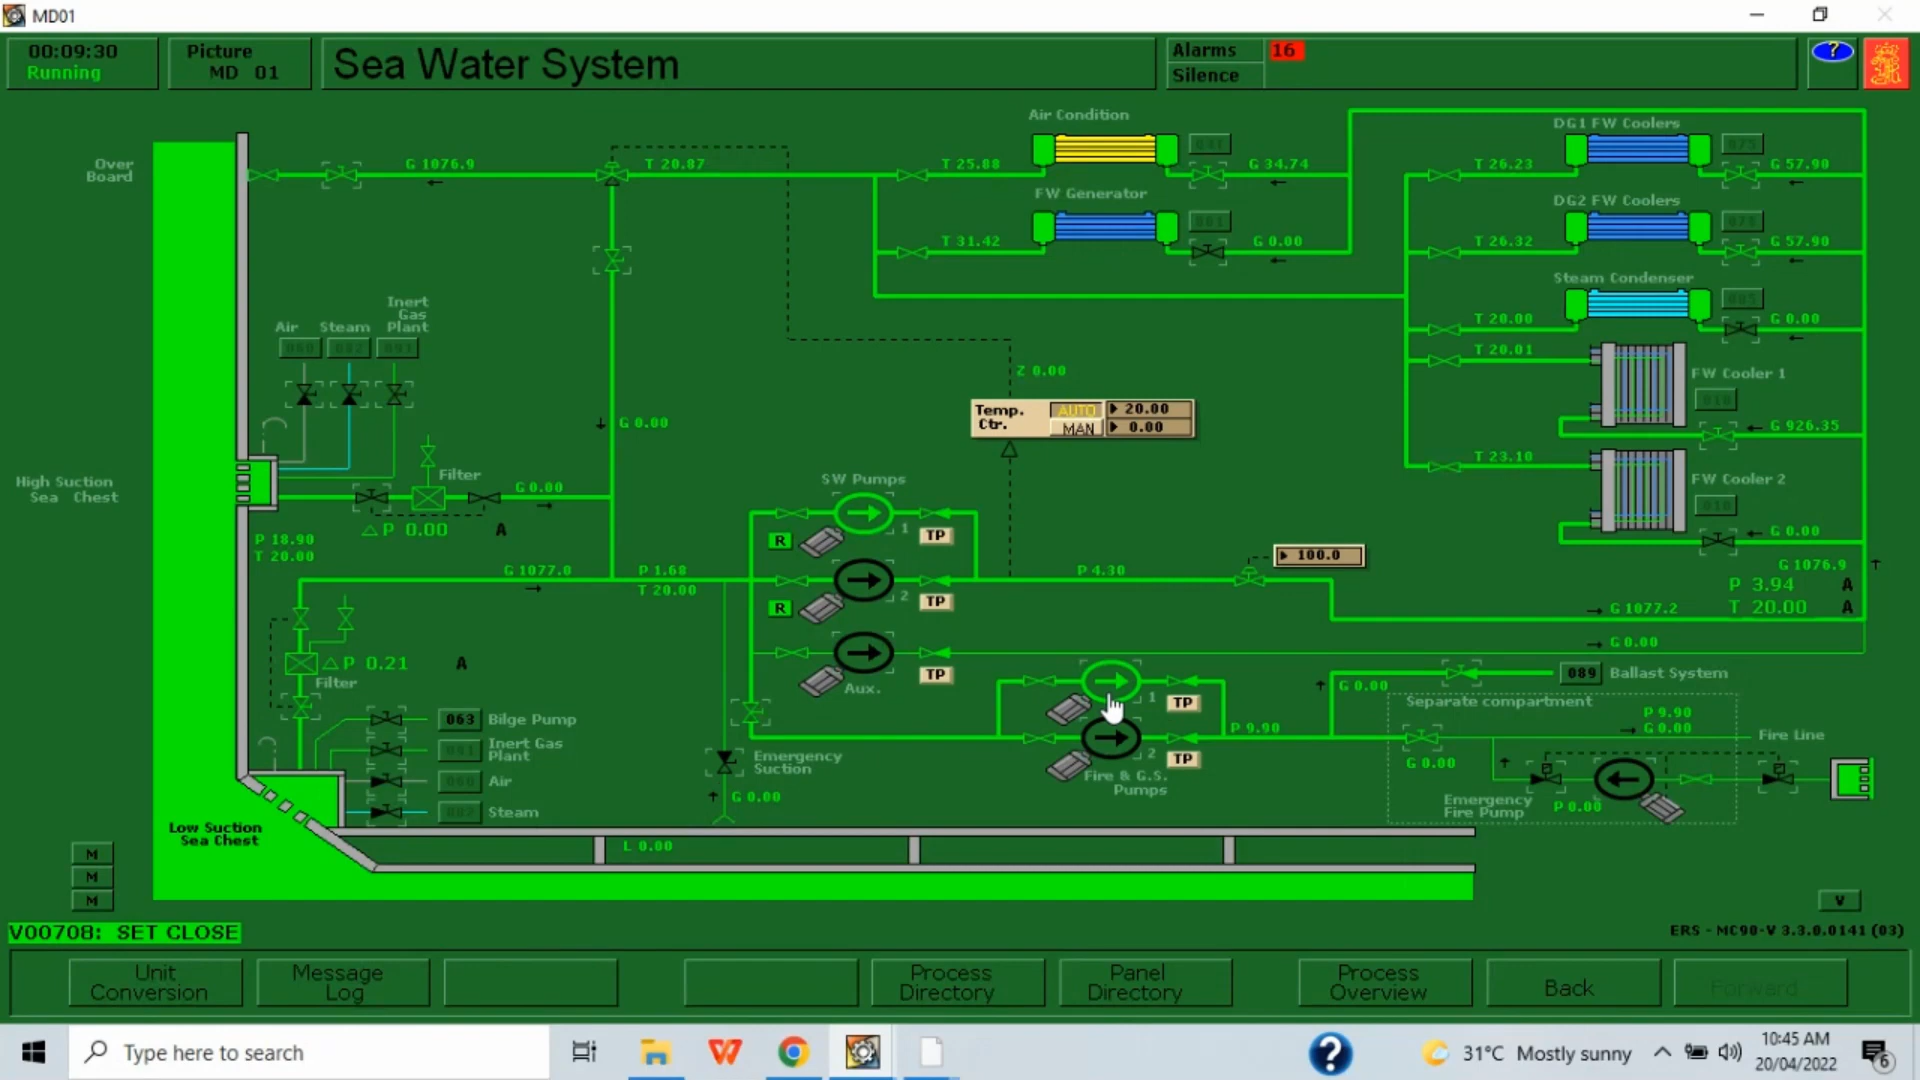 MD01
00:09:30
Running
Picture
MD 01
Sea Water System
Alarms
16
Silence
?
Over
Board
G 1076.9
T 20.87
Air Condition
T 25.88
G 34.74
FW Generator
T 31.42
G 0.00
DG1 FW Coolers
T 26.23
G 57.90
DG2 FW Coolers
T 26.32
G 57.90
Steam Condenser
T 20.00
G 0.00
T 20.01
FW Cooler 1
G 926.35
T 23.10
FW Cooler 2
G 0.00
G 1076.9
P 3.94 A
T 20.00 A
Inert
Gas
Plant
Air
Steam
High Suction
Sea Chest
Filter
G 0.00
△P 0.00 A
P 18.90
T 20.00
G 0.00
Z 0.00
Temp.
Ctr.
AUTO
20.00
MAN
0.00
SW Pumps
1
R
TP
2
R
TP
Aux.
TP
G 1077.0
P 1.68
T 20.00
P 4.30
100.0
G 1077.2
G 0.00
△P 0.21 A
Filter
063 Bilge Pump
Inert Gas
Plant
Air
Steam
Low Suction
Sea Chest
Emergency
Suction
G 0.00
L 0.00
1
TP
2
TP
Fire & G.S.
Pumps
P 9.90
G 0.00
089 Ballast System
Separate compartment
P 9.90
G 0.00
Fire Line
G 0.00
Emergency
Fire Pump
P 0.00
M
M
M
V
V00708: SET CLOSE
ERS - MC90-V 3.3.0.0141 (03)
Unit
Conversion
Message
Log
Process
Directory
Panel
Directory
Process
Overview
Back
Forward
Type here to search
?
31°C Mostly sunny
10:45 AM
20/04/2022
6